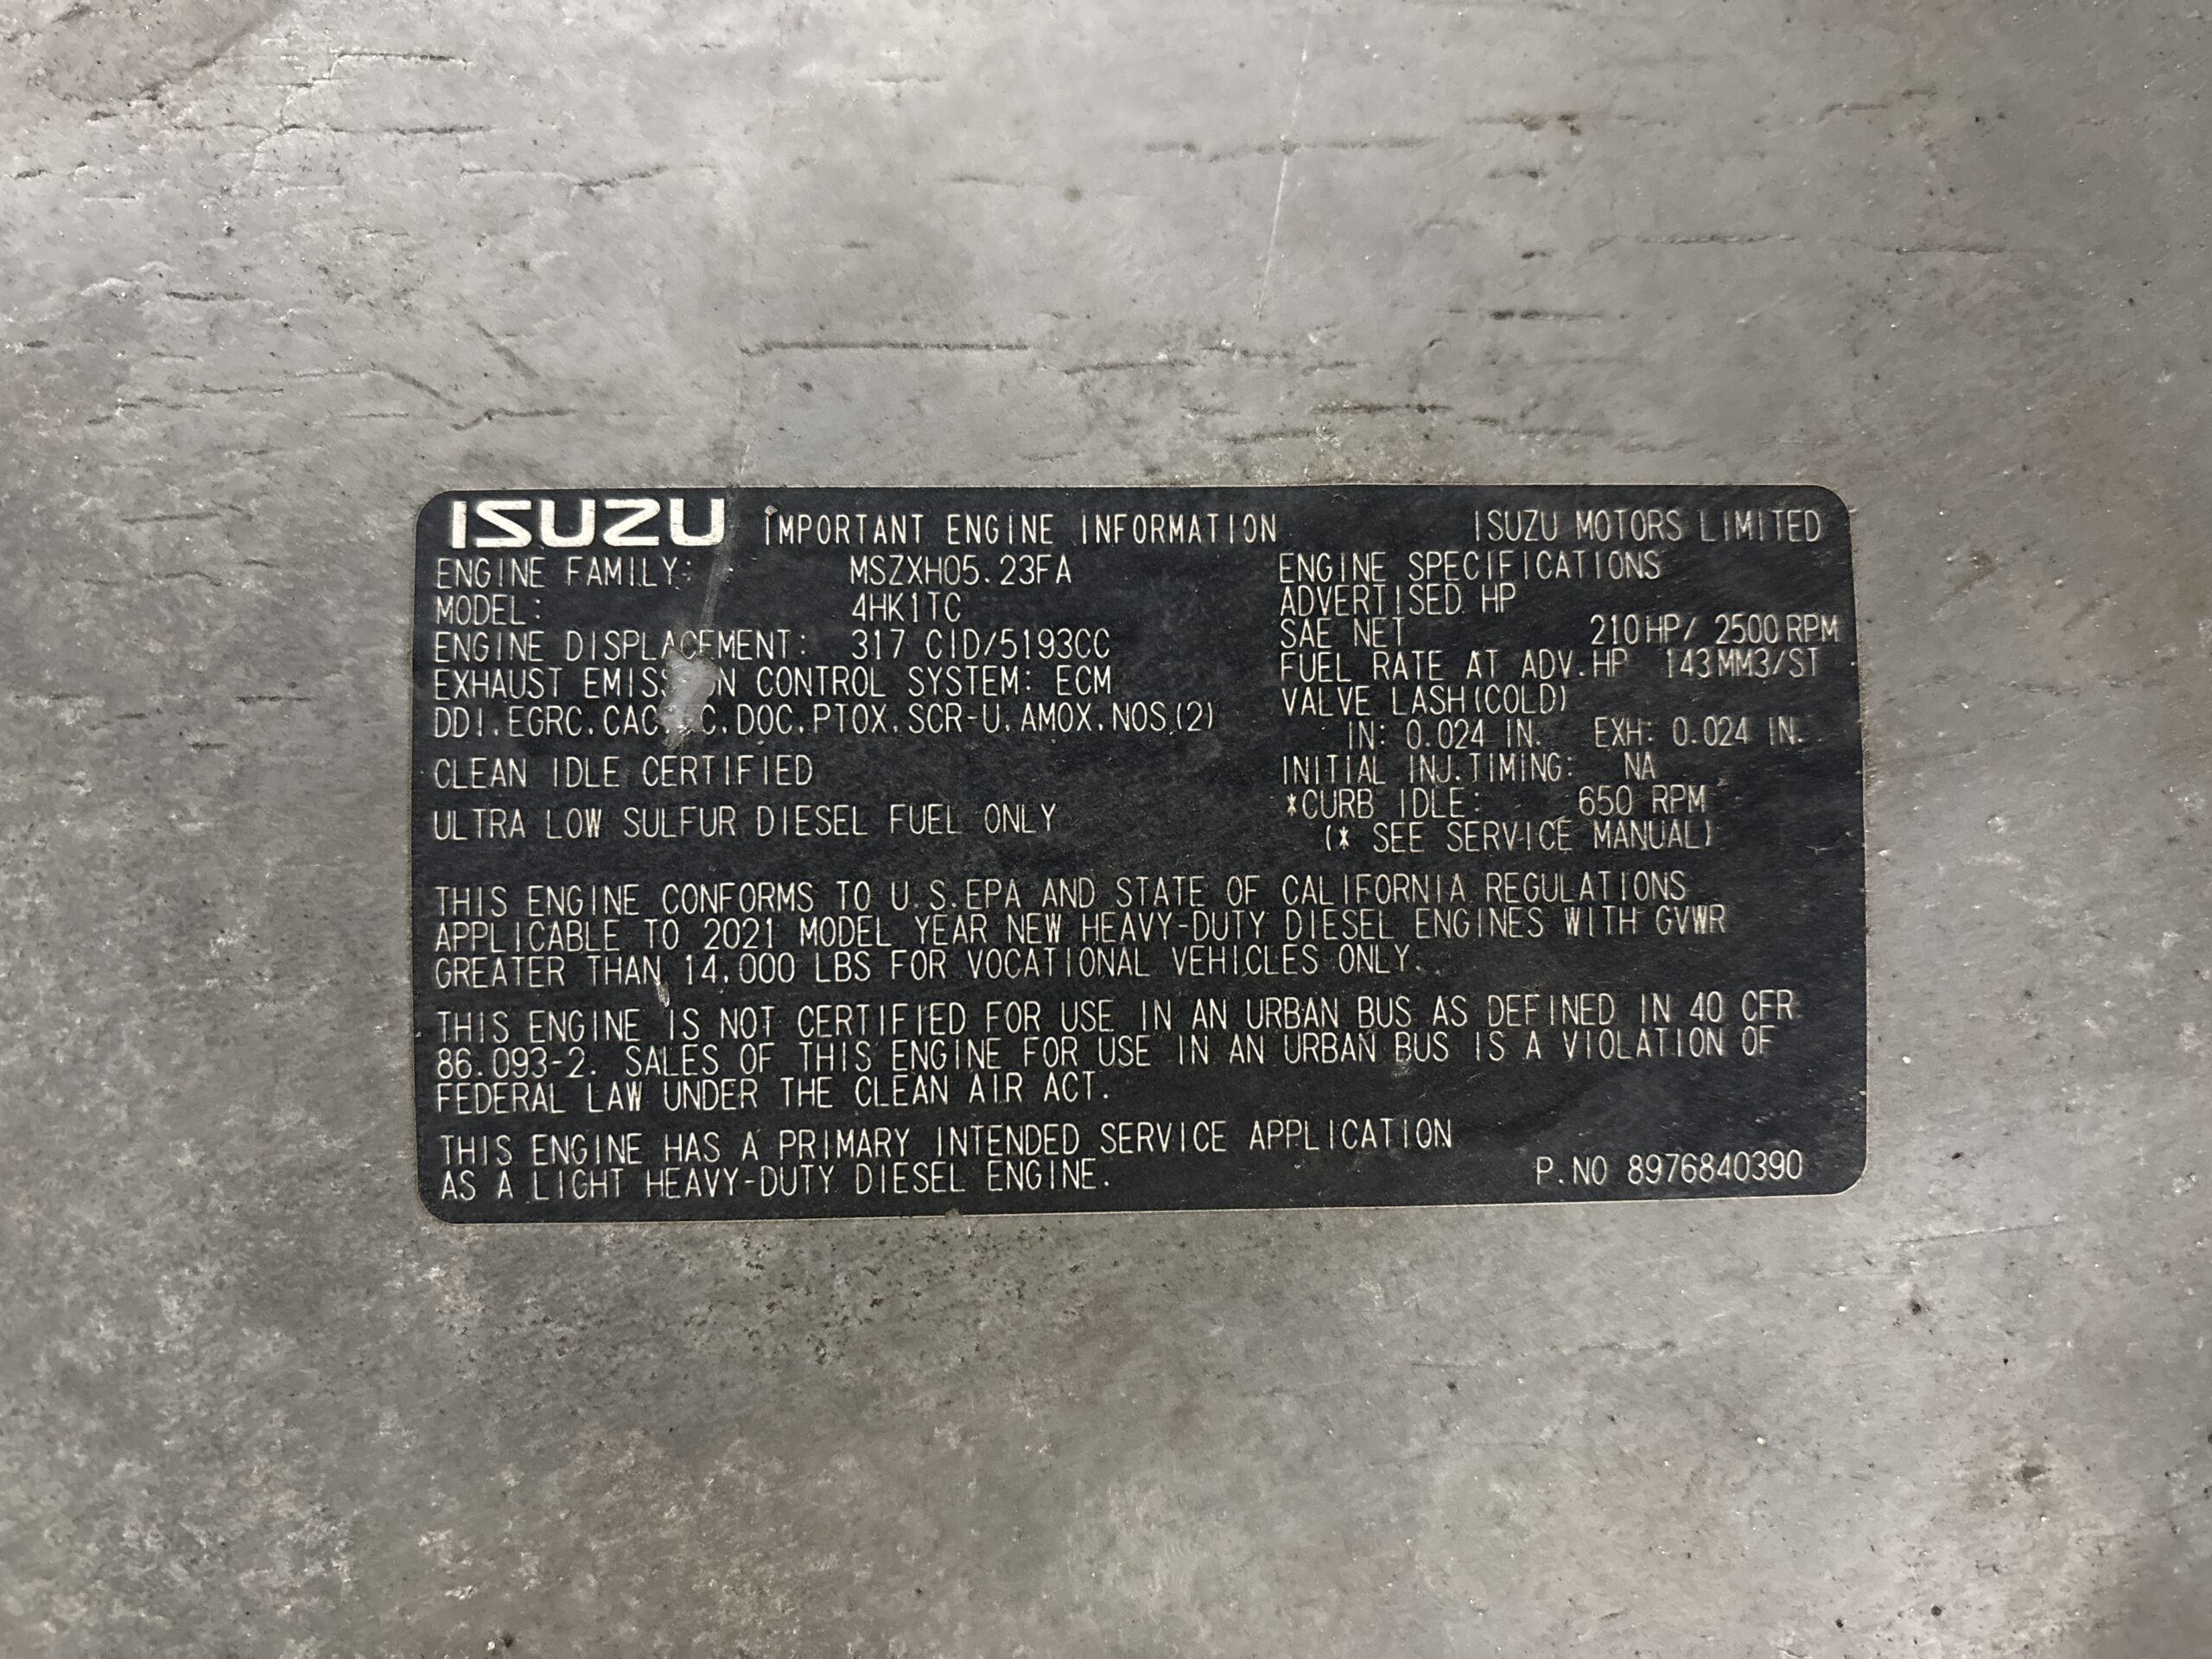 ISUZU IMPORTANT ENGINE INFORMATION ISUZU MOTORS LIMITED
ENGINE FAMILY: MSZXH05.23FA
MODEL: 4HK1TC
ENGINE DISPLACEMENT: 317 CID/5193CC
EXHAUST EMISSION CONTROL SYSTEM: ECM
DDI.EGRC.CAC. DOC.PTOX.SCR-U.AMOX.NOS.(2)
CLEAN IDLE CERTIFIED
ULTRA LOW SULFUR DIESEL FUEL ONLY
ENGINE SPECIFICATIONS
ADVERTISED HP
SAE NET 210HP/ 2500RPM
FUEL RATE AT ADV.HP 143MM3/ST
VALVE LASH(COLD)
IN: 0.024 IN. EXH: 0.024 IN.
INITIAL INJ.TIMING: NA
*CURB IDLE: 650 RPM
(* SEE SERVICE MANUAL)
THIS ENGINE CONFORMS TO U.S.EPA AND STATE OF CALIFORNIA REGULATIONS
APPLICABLE TO 2021 MODEL YEAR NEW HEAVY-DUTY DIESEL ENGINES WITH GVWR
GREATER THAN 14,000 LBS FOR VOCATIONAL VEHICLES ONLY.
THIS ENGINE IS NOT CERTIFIED FOR USE IN AN URBAN BUS AS DEFINED IN 40 CFR
86.093-2. SALES OF THIS ENGINE FOR USE IN AN URBAN BUS IS A VIOLATION OF
FEDERAL LAW UNDER THE CLEAN AIR ACT.
THIS ENGINE HAS A PRIMARY INTENDED SERVICE APPLICATION
AS A LIGHT HEAVY-DUTY DIESEL ENGINE.
P.NO 8976840390